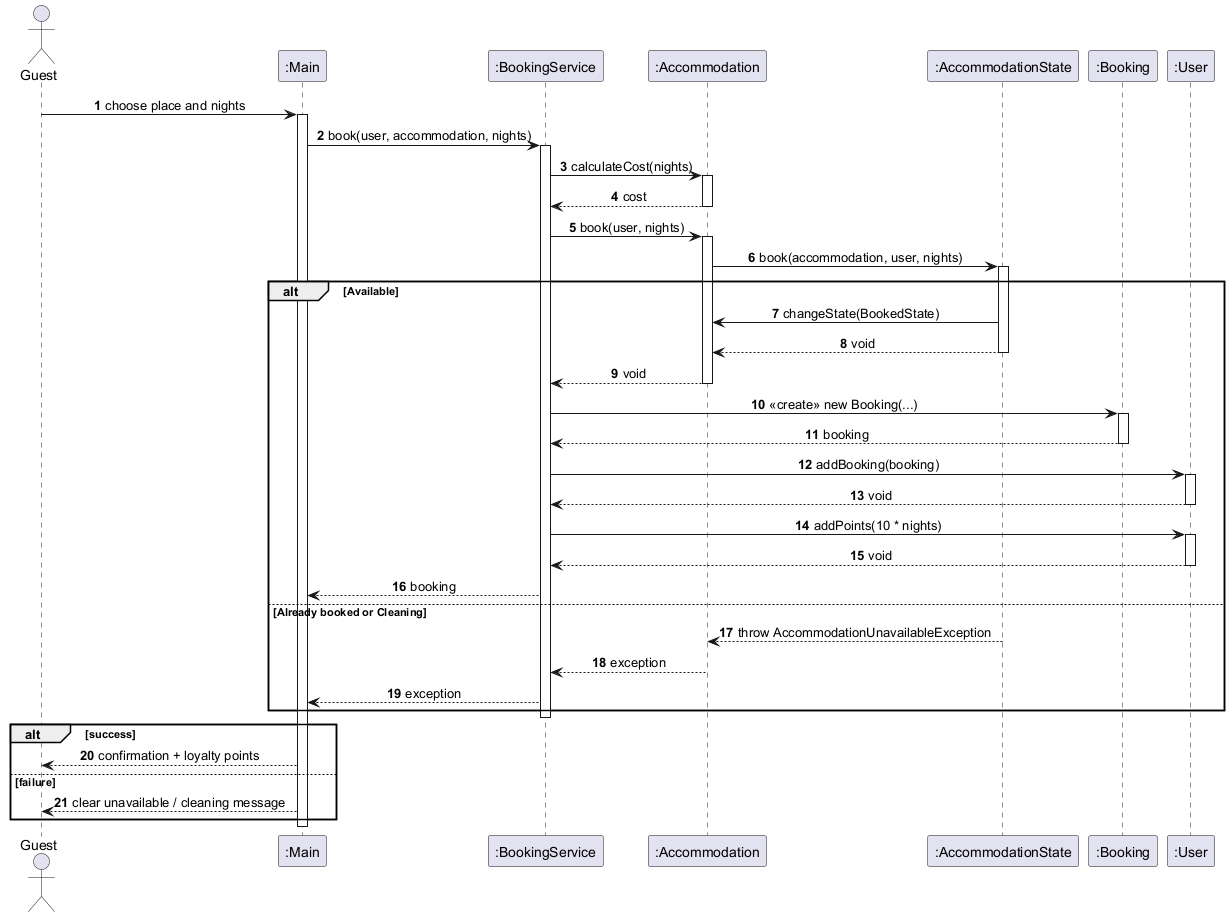 Guest
:Main
:BookingService
:Accommodation
:AccommodationState
:Booking
:User
1 choose place and nights
2 book(user, accommodation, nights)
3 calculateCost(nights)
4 cost
5 book(user, nights)
6 book(accommodation, user, nights)
alt [Available]
7 changeState(BookedState)
8 void
9 void
10 «create» new Booking(...)
11 booking
12 addBooking(booking)
13 void
14 addPoints(10 * nights)
15 void
16 booking
[Already booked or Cleaning]
17 throw AccommodationUnavailableException
18 exception
19 exception
alt [success]
20 confirmation + loyalty points
[failure]
21 clear unavailable / cleaning message
Guest
:Main
:BookingService
:Accommodation
:AccommodationState
:Booking
:User